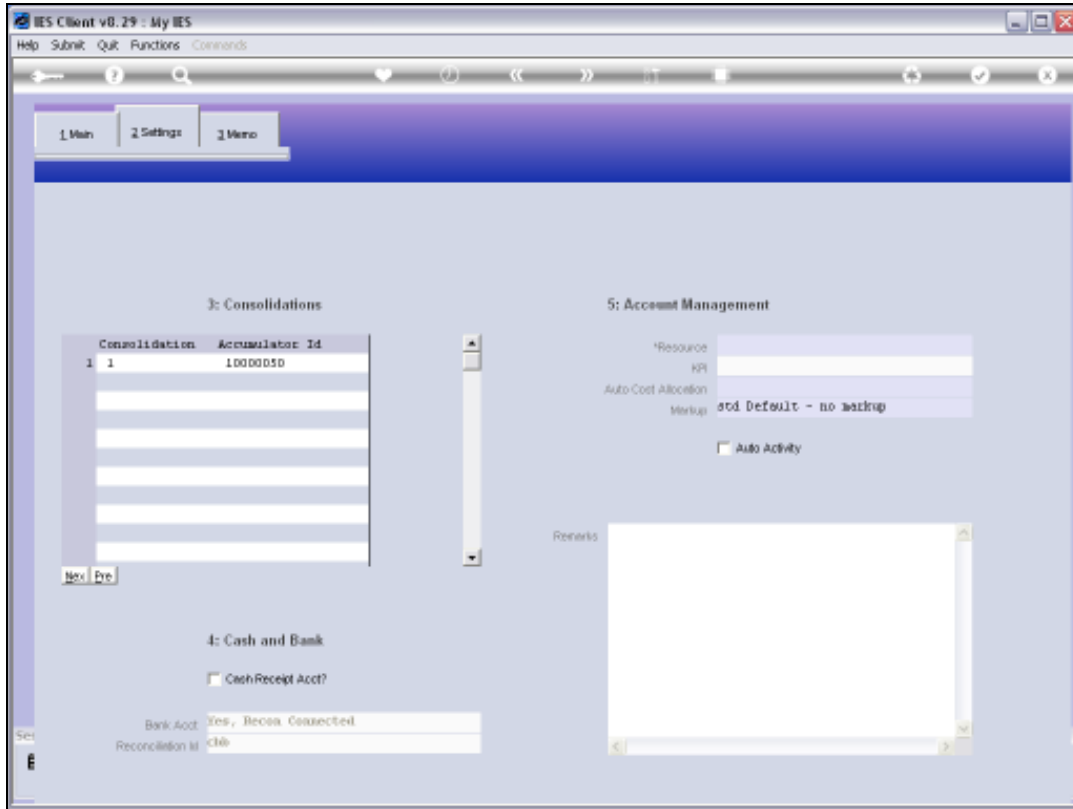 IES Client v8.29 : My IES
Help Submit Quit Functions Commands
1 Main
2 Settings
3 Memo
3: Consolidations
Consolidation Accumulator Id
1 1 10000050
Nex Pre
4: Cash and Bank
Cash Receipt Acct?
Bank Acct Yes, Recon Connected
Reconciliation Id chb
5: Account Management
*Resource
KPI
Auto Cost Allocation
Markup std Default - no markup
Auto Activity
Remarks